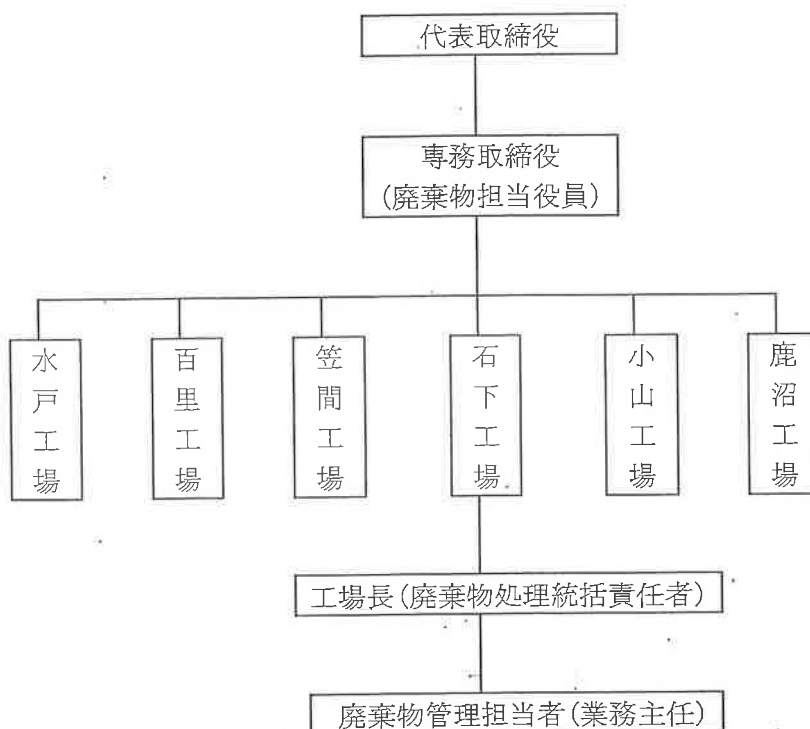 代表取締役
専務取締役
(廃棄物担当役員)
水戸工場
百里工場
笠間工場
石下工場
小山工場
鹿沼工場
工場長(廃棄物処理統括責任者)
廃棄物管理担当者(業務主任)